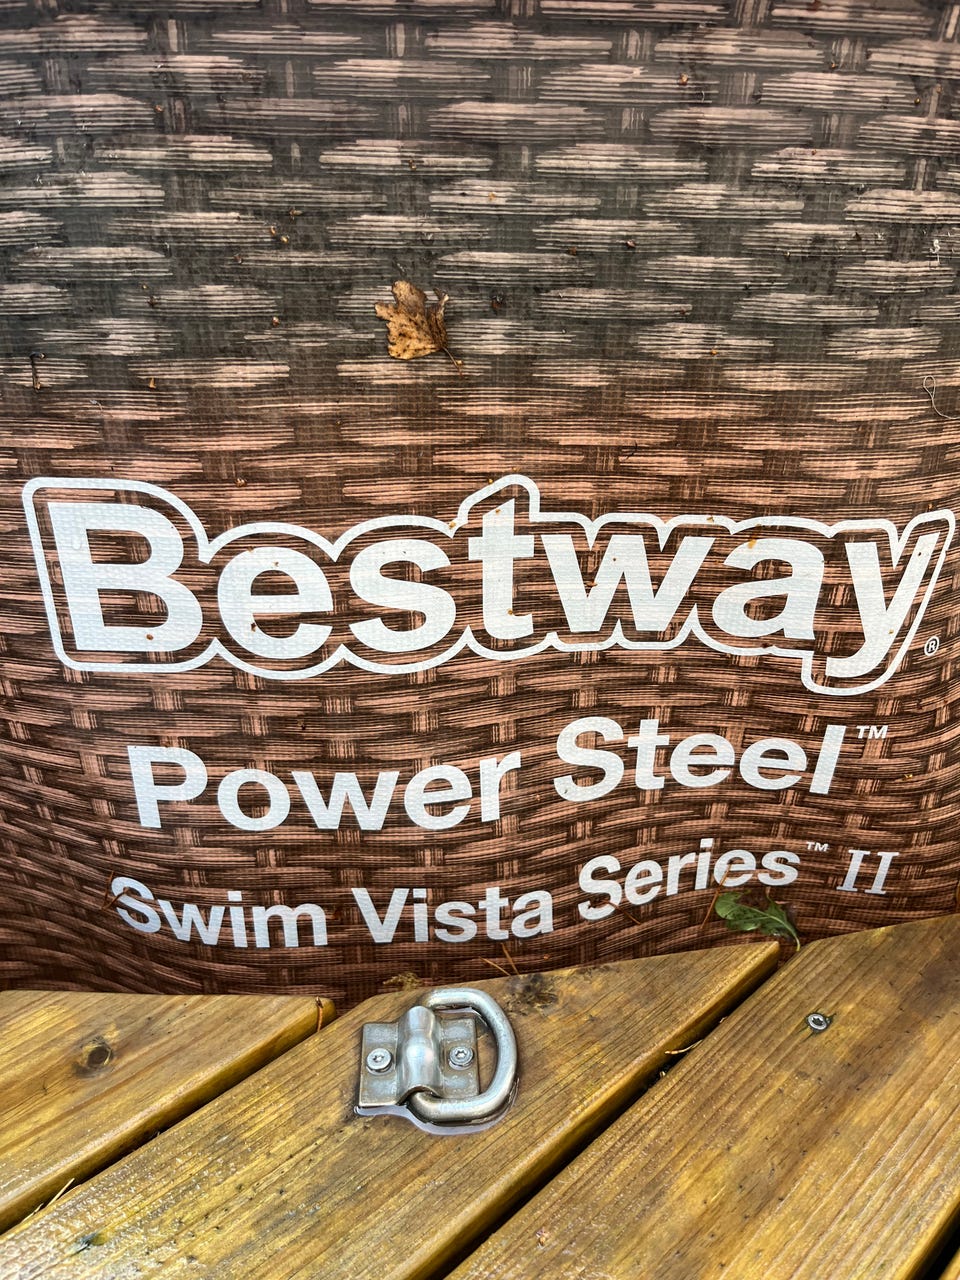 Bestway®
Power Steel™
Swim Vista Series™ II